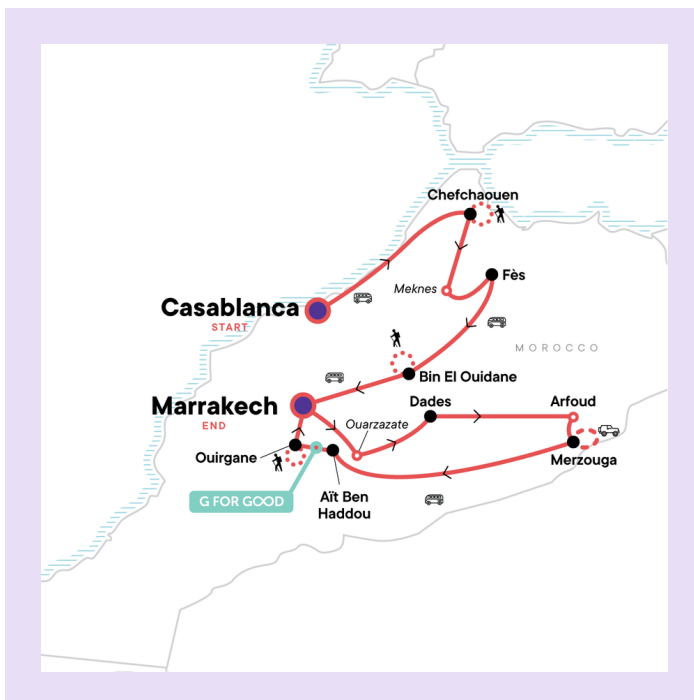 Chefchaouen
Meknes
Fès
Casablanca
START
MOROCCO
Bin El Ouidane
Marrakech
END
Dades
Arfoud
Ouarzazate
Ouirgane
Merzouga
G FOR GOOD
Aït Ben
Haddou